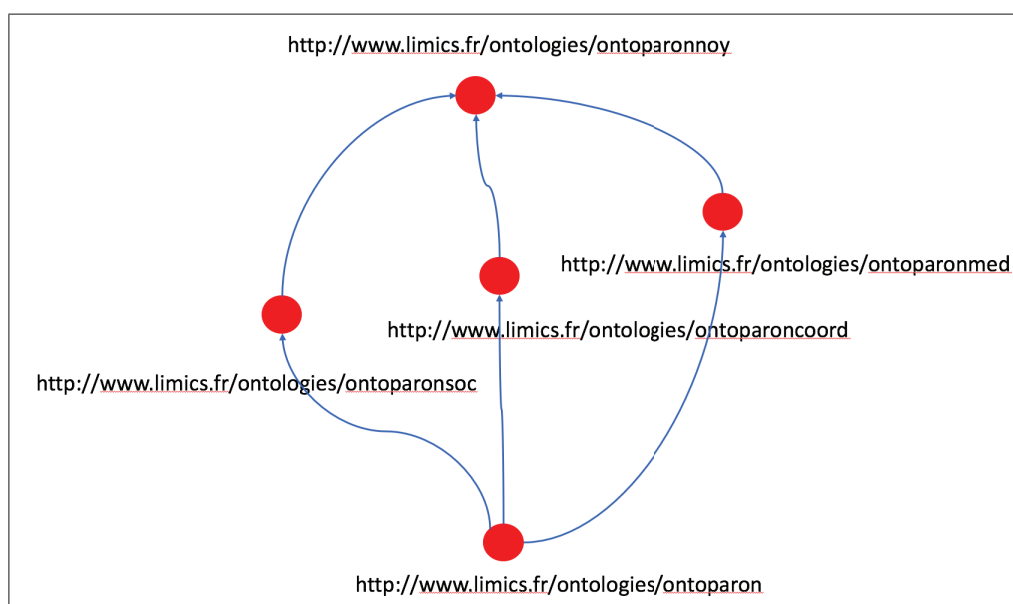 http://www.limics.fr/ontologies/ontoparonnoy
http://www.limics.fr/ontologies/ontoparonmed
http://www.limics.fr/ontologies/ontoparoncoord
http://www.limics.fr/ontologies/ontoparonsoc
http://www.limics.fr/ontologies/ontoparon